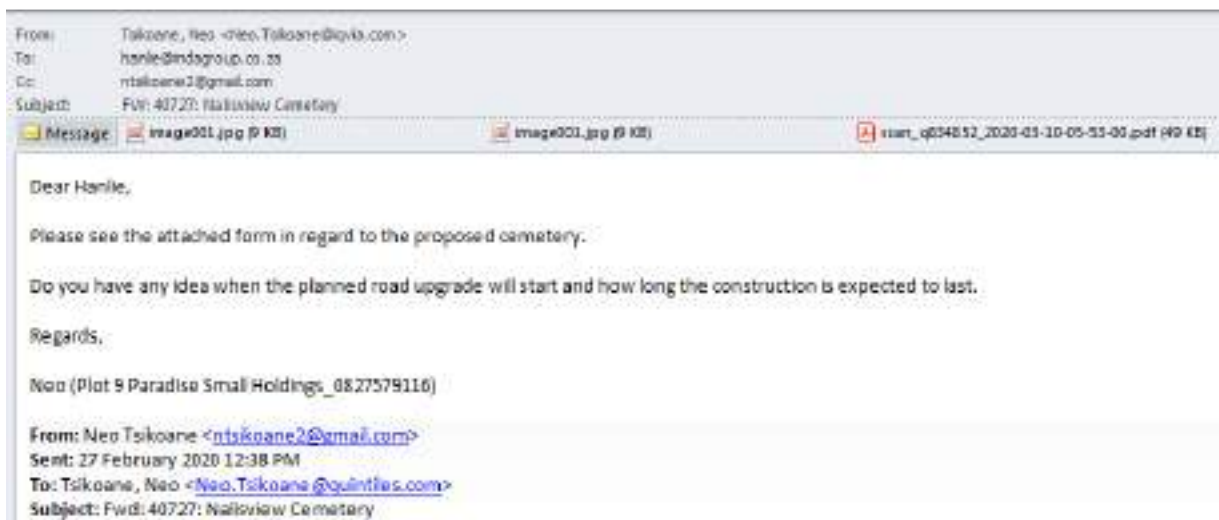 From: Tsikoane, Neo <Neo.Tsikoane@iqvia.com>
To: hanlie@mdagroup.co.za
Cc: ntsikoane2@gmail.com
Subject: FW: 40727: Nalisview Cemetery
Message image001.jpg (9 KB) image001.jpg (9 KB) scan_q834852_2020-03-10-05-53-00.pdf (49 KB)
Dear Hanlie,
Please see the attached form in regard to the proposed cemetery.
Do you have any idea when the planned road upgrade will start and how long the construction is expected to last.
Regards,
Neo (Plot 9 Paradise Small Holdings_0827579116)
From: Neo Tsikoane <ntsikoane2@gmail.com>
Sent: 27 February 2020 12:38 PM
To: Tsikoane, Neo <Neo.Tsikoane@quintiles.com>
Subject: Fwd: 40727: Nalisview Cemetery